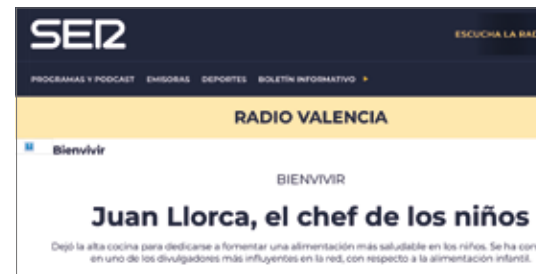 SER
ESCUCHA LA RAD
PROGRAMAS Y PODCAST EMISORAS DEPORTES BOLETÍN INFORMATIVO
RADIO VALENCIA
Bienvivir
BIENVIVIR
Juan Llorca, el chef de los niños
Dejó la alta cocina para dedicarse a fomentar una alimentación más saludable en los niños. Se ha con
en uno de los divulgadores más influyentes en la red, con respecto a la alimentación infantil.